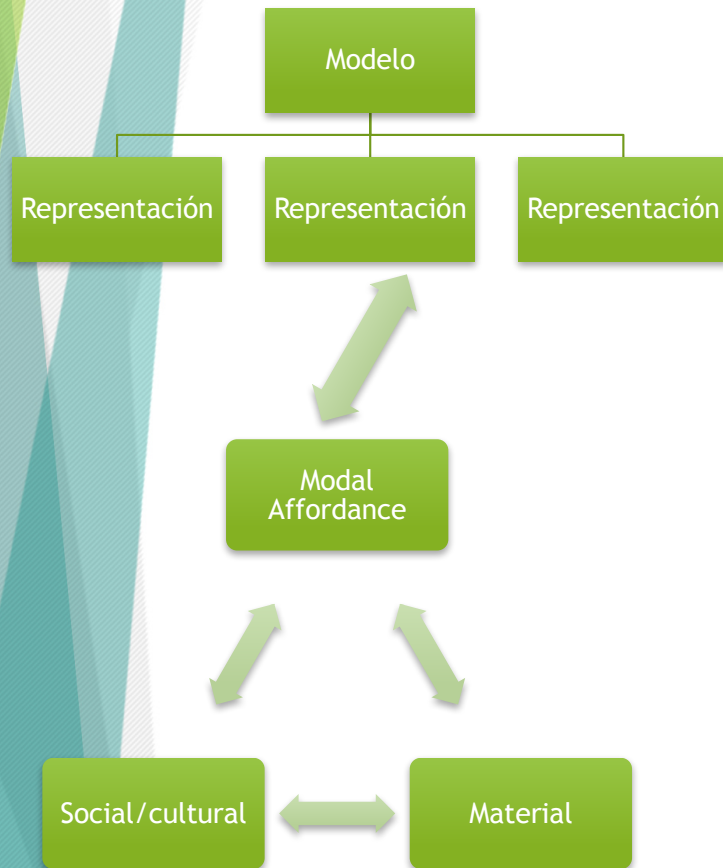 Modelo
Representación
Representación
Representación
Modal
Affordance
Social/cultural
Material